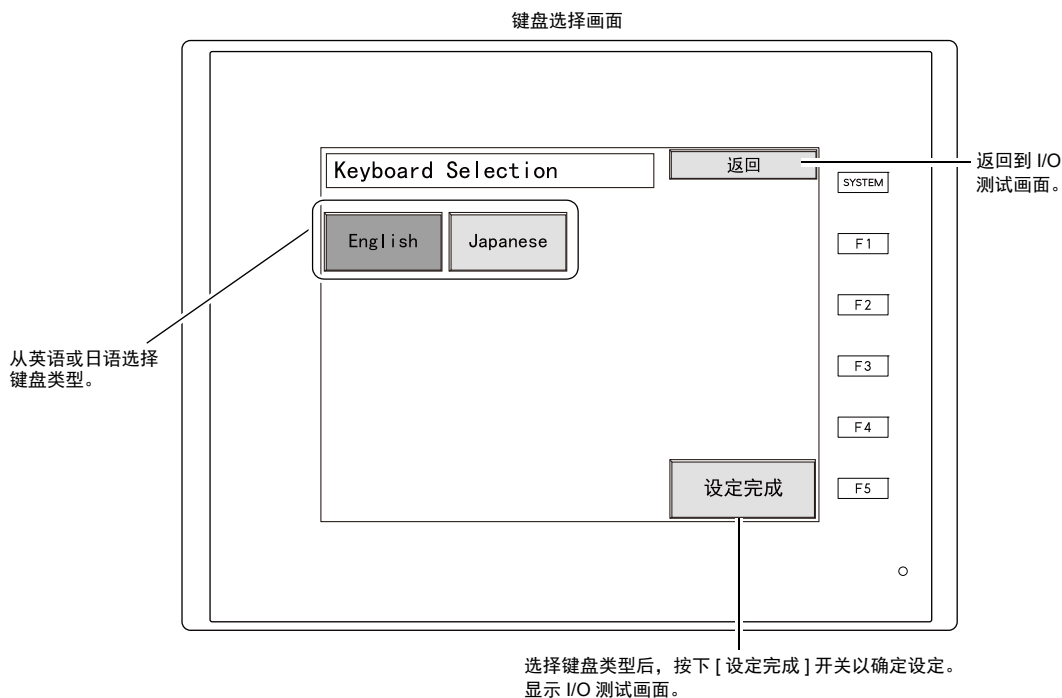 键盘选择画面
Keyboard Selection
返回
返回到 I/O
测试画面。
SYSTEM
English
Japanese
F1
F2
从英语或日语选择
键盘类型。
F3
F4
设定完成
F5
选择键盘类型后，按下 [ 设定完成 ] 开关以确定设定。
显示 I/O 测试画面。